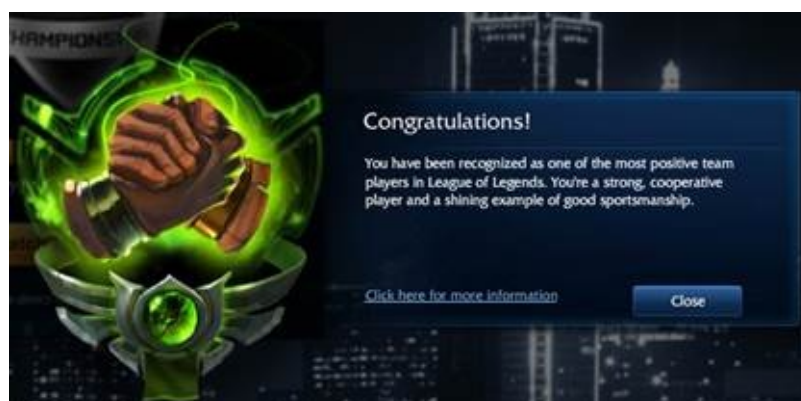 CHAMPIONS
Congratulations!
You have been recognized as one of the most positive team
players in League of Legends. You're a strong, cooperative
player and a shining example of good sportsmanship.
Click here for more information
Close